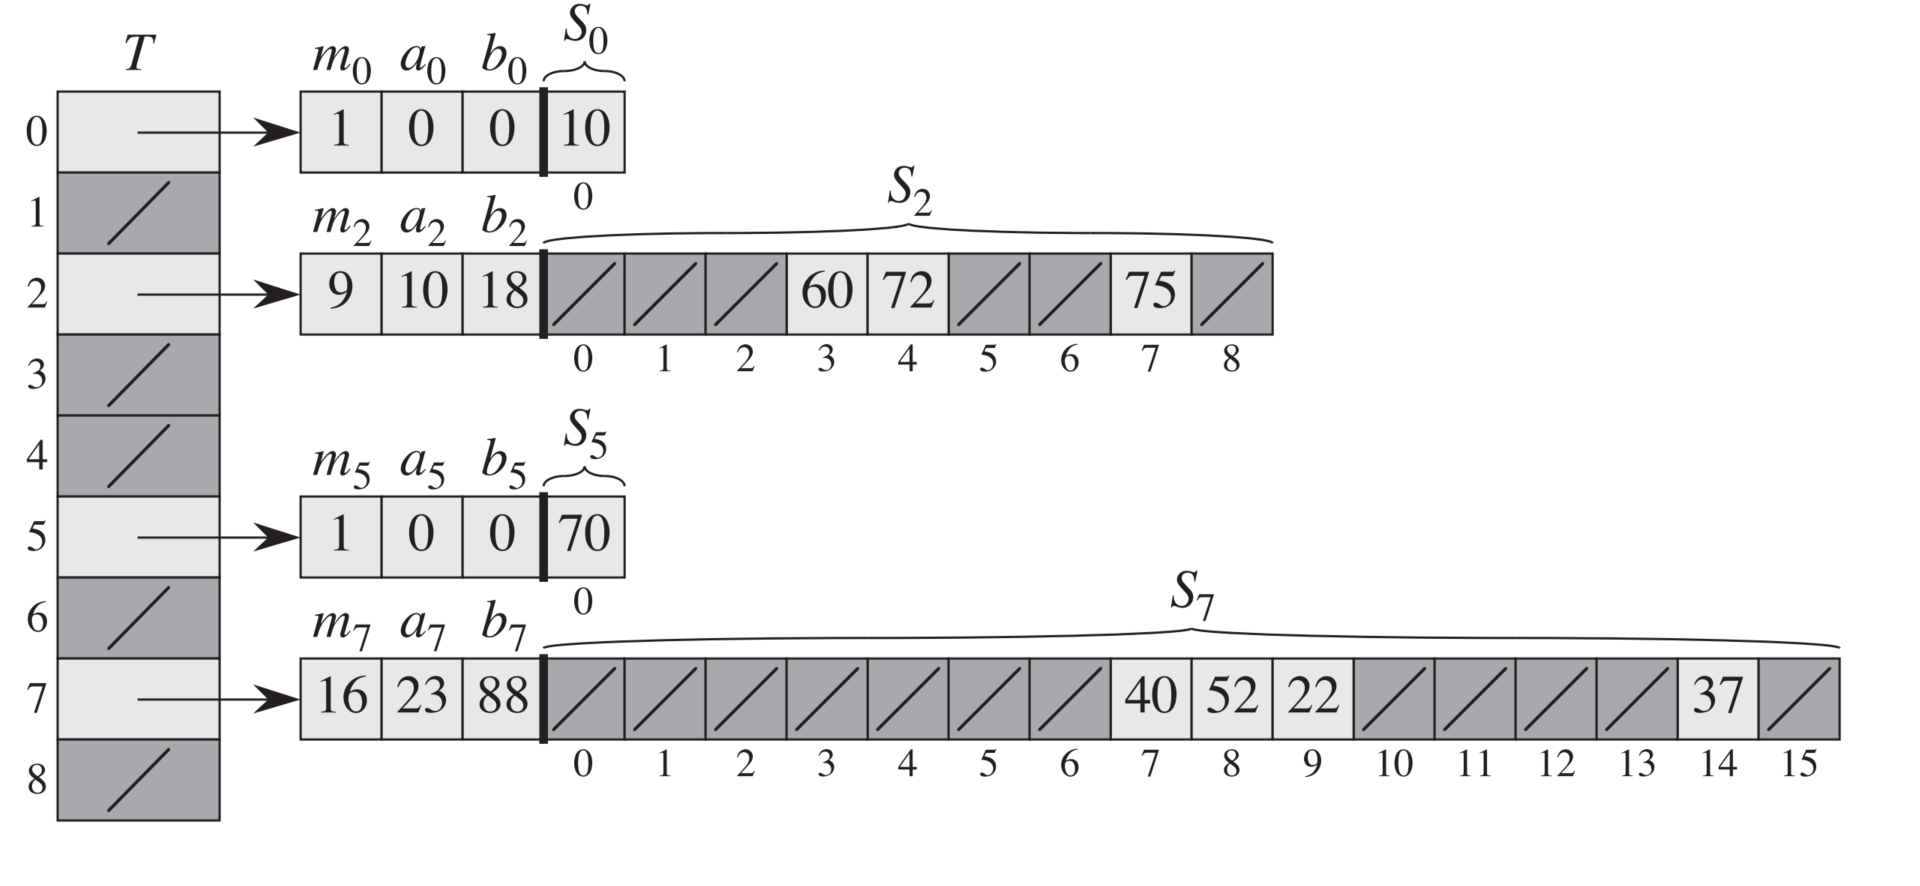 T m₀ a₀ b₀ S₀
0 1 0 0 10
1 0
m₂ a₂ b₂ S₂
2 9 10 18 60 72 75
0 1 2 3 4 5 6 7 8
3
4 m₅ a₅ b₅ S₅
5 1 0 0 70
0
6 m₇ a₇ b₇ S₇
7 16 23 88 40 52 22 37
8 0 1 2 3 4 5 6 7 8 9 10 11 12 13 14 15